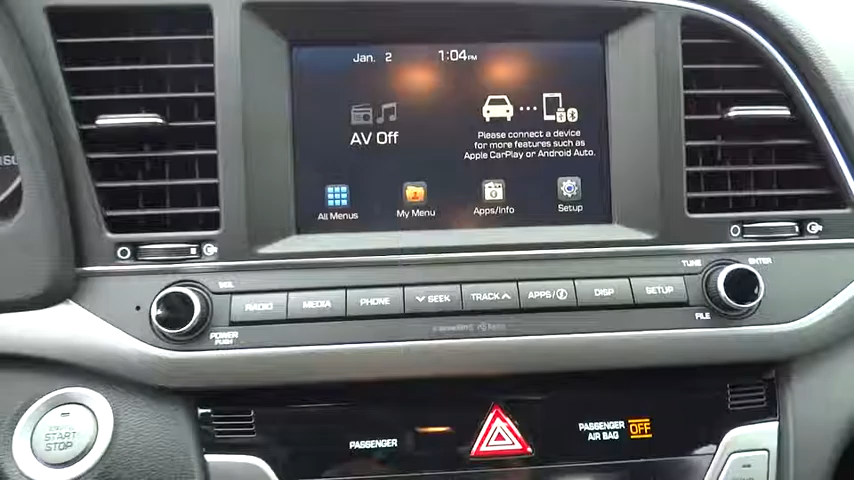 Jan. 2 1:04 PM
AV Off
Please connect a device
for more features such as
Apple CarPlay or Android Auto.
All Menus
My Menu
Apps/Info
Setup
VOL
TUNE
ENTER
RADIO
MEDIA
PHONE
SEEK
TRACK
APPS/
DISP
SETUP
POWER
PUSH
FILE
ENGINE
START
STOP
PASSENGER
PASSENGER
AIR BAG
OFF